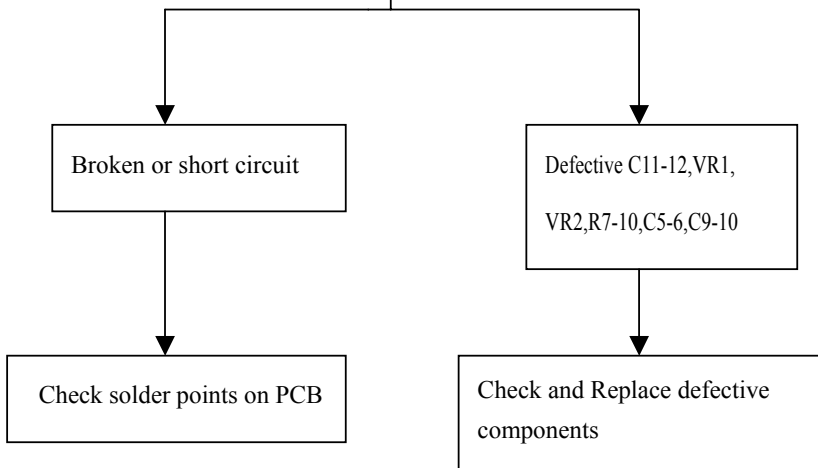 Broken or short circuit
Defective C11-12,VR1,
VR2,R7-10,C5-6,C9-10
Check solder points on PCB
Check and Replace defective
components